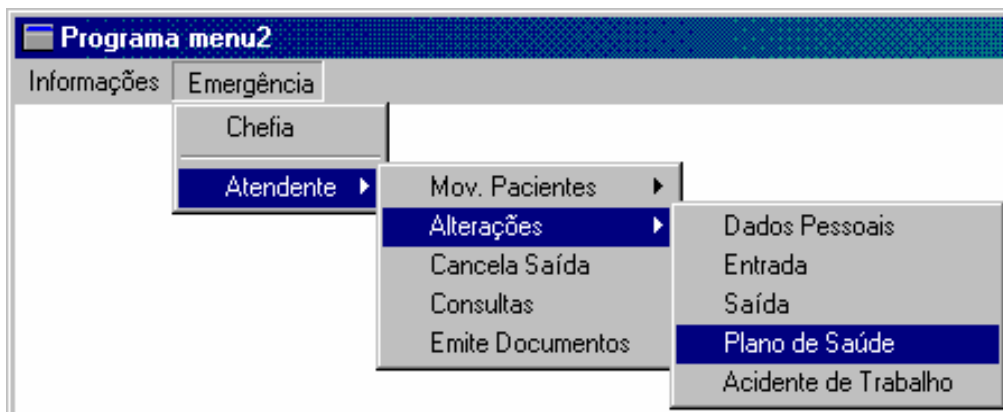 Programa menu2
Informações Emergência
Chefia
Atendente
Mov. Pacientes
Alterações
Cancela Saída
Consultas
Emite Documentos
Dados Pessoais
Entrada
Saída
Plano de Saúde
Acidente de Trabalho